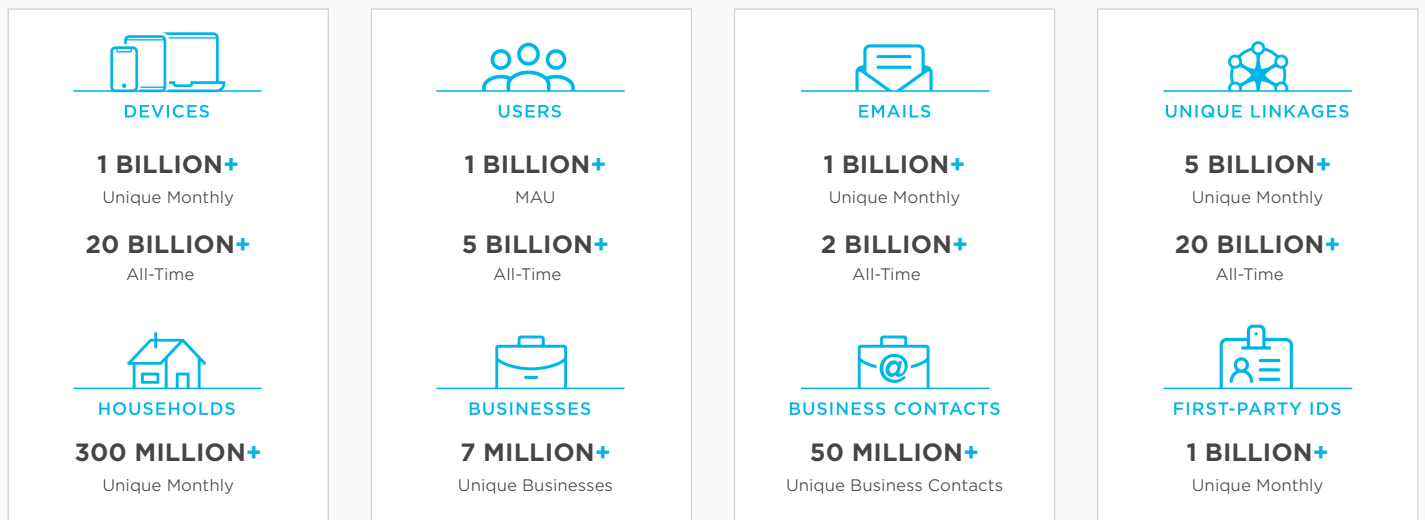 DEVICES
1 BILLION+
Unique Monthly
20 BILLION+
All-Time
HOUSEHOLDS
300 MILLION+
Unique Monthly
USERS
1 BILLION+
MAU
5 BILLION+
All-Time
BUSINESSES
7 MILLION+
Unique Businesses
EMAILS
1 BILLION+
Unique Monthly
2 BILLION+
All-Time
@
BUSINESS CONTACTS
50 MILLION+
Unique Business Contacts
UNIQUE LINKAGES
5 BILLION+
Unique Monthly
20 BILLION+
All-Time
FIRST-PARTY IDS
1 BILLION+
Unique Monthly